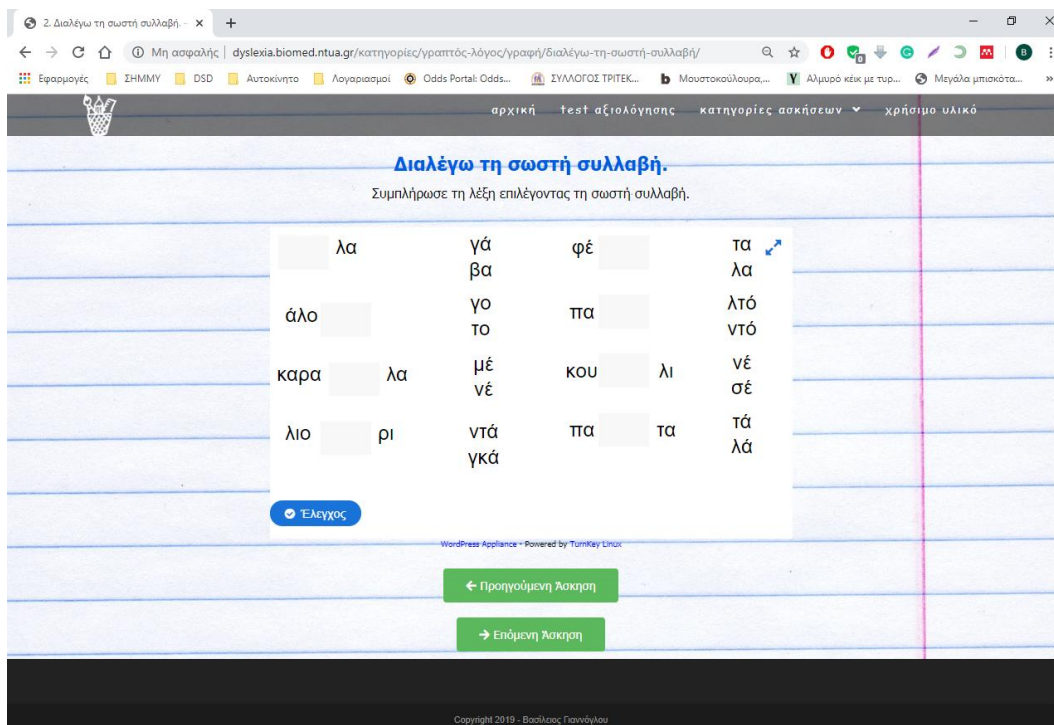 2. Διαλέγω τη σωστή συλλαβή. -
Μη ασφαλής | dyslexia.biomed.ntua.gr/κατηγορίες/γραπτός-λόγος/γραφή/διαλέγω-τη-σωστή-συλλαβή/
Εφαρμογές ΣΗΜΜΥ DSD Αυτοκίνητο Λογαριασμοί Odds Portal: Odds... ΣΥΛΛΟΓΟΣ ΤΡΙΤΕΚ... Μουστοκούλουρα,... Αλμυρό κέικ με τυρ... Μεγάλα μπισκότα... »
αρχική test αξιολόγησης κατηγορίες ασκήσεων χρήσιμο υλικό
Διαλέγω τη σωστή συλλαβή.
Συμπλήρωσε τη λέξη επιλέγοντας τη σωστή συλλαβή.
λα γά φέ τα
βα λα
άλο γο πα λτό
το ντό
καρα λα μέ κου λι νέ
νέ σέ
λιο ρι ντά πα τα τά
γκά λά
Έλεγχος
WordPress Appliance - Powered by TurnKey Linux
Προηγούμενη Άσκηση
Επόμενη Άσκηση
Copyright 2019 - Βασίλειος Γιαννόγλου